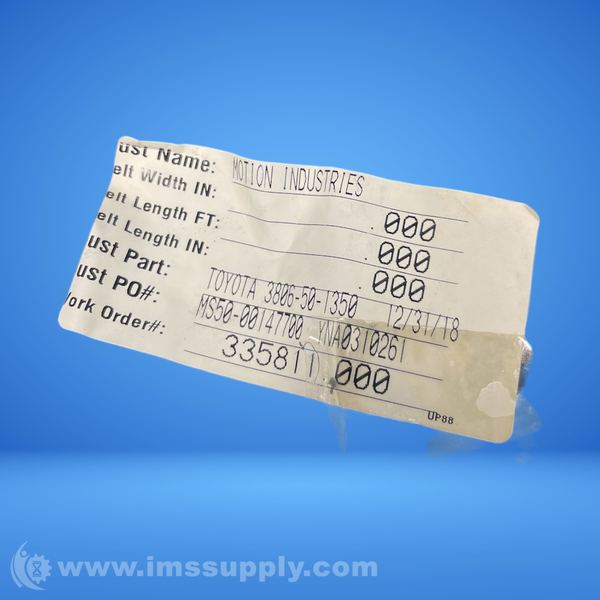 ust Name: MOTION INDUSTRIES
elt Width IN: .000
elt Length FT: .000
elt Length IN: .000
ust Part: TOYOTA 3806-50-T350 12/31/18
ust PO#: MS50-00147700 YNA0310261
ork Order#: 335811.000
UP88
www.imssupply.com